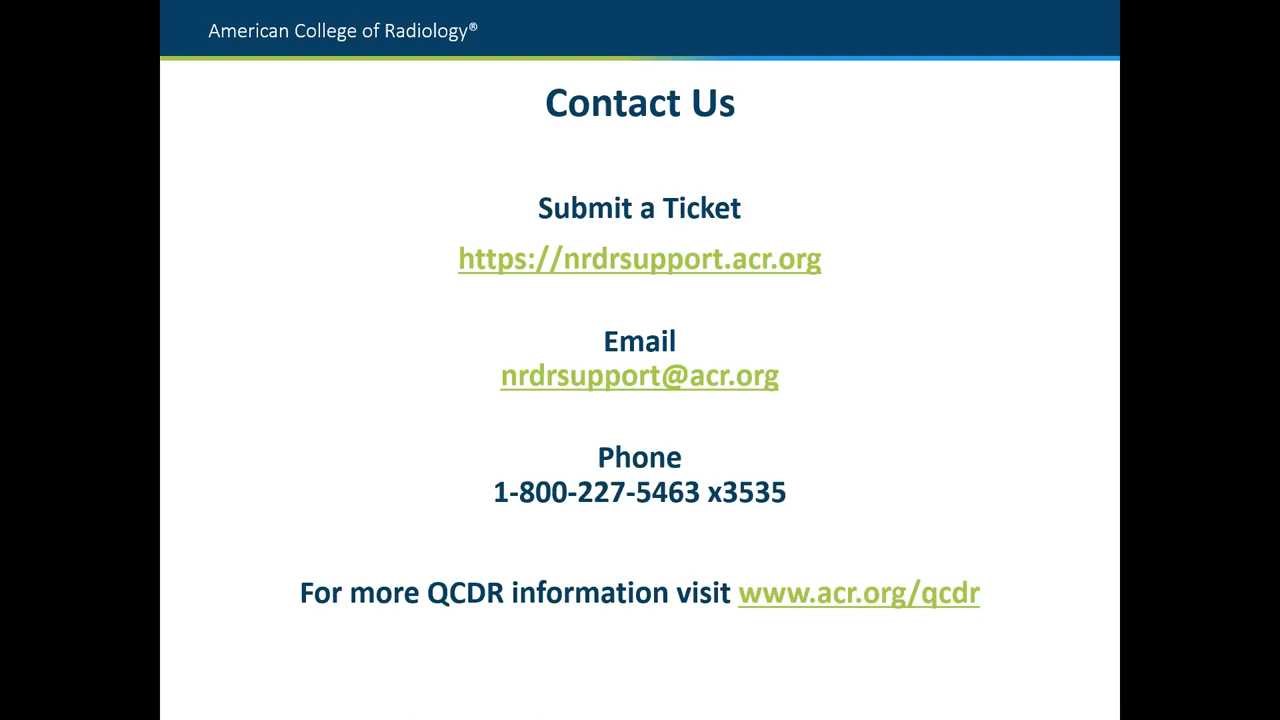 American College of Radiology®
Contact Us
Submit a Ticket
https://nrdrsupport.acr.org
Email
nrdrsupport@acr.org
Phone
1-800-227-5463 x3535
For more QCDR information visit www.acr.org/qcdr